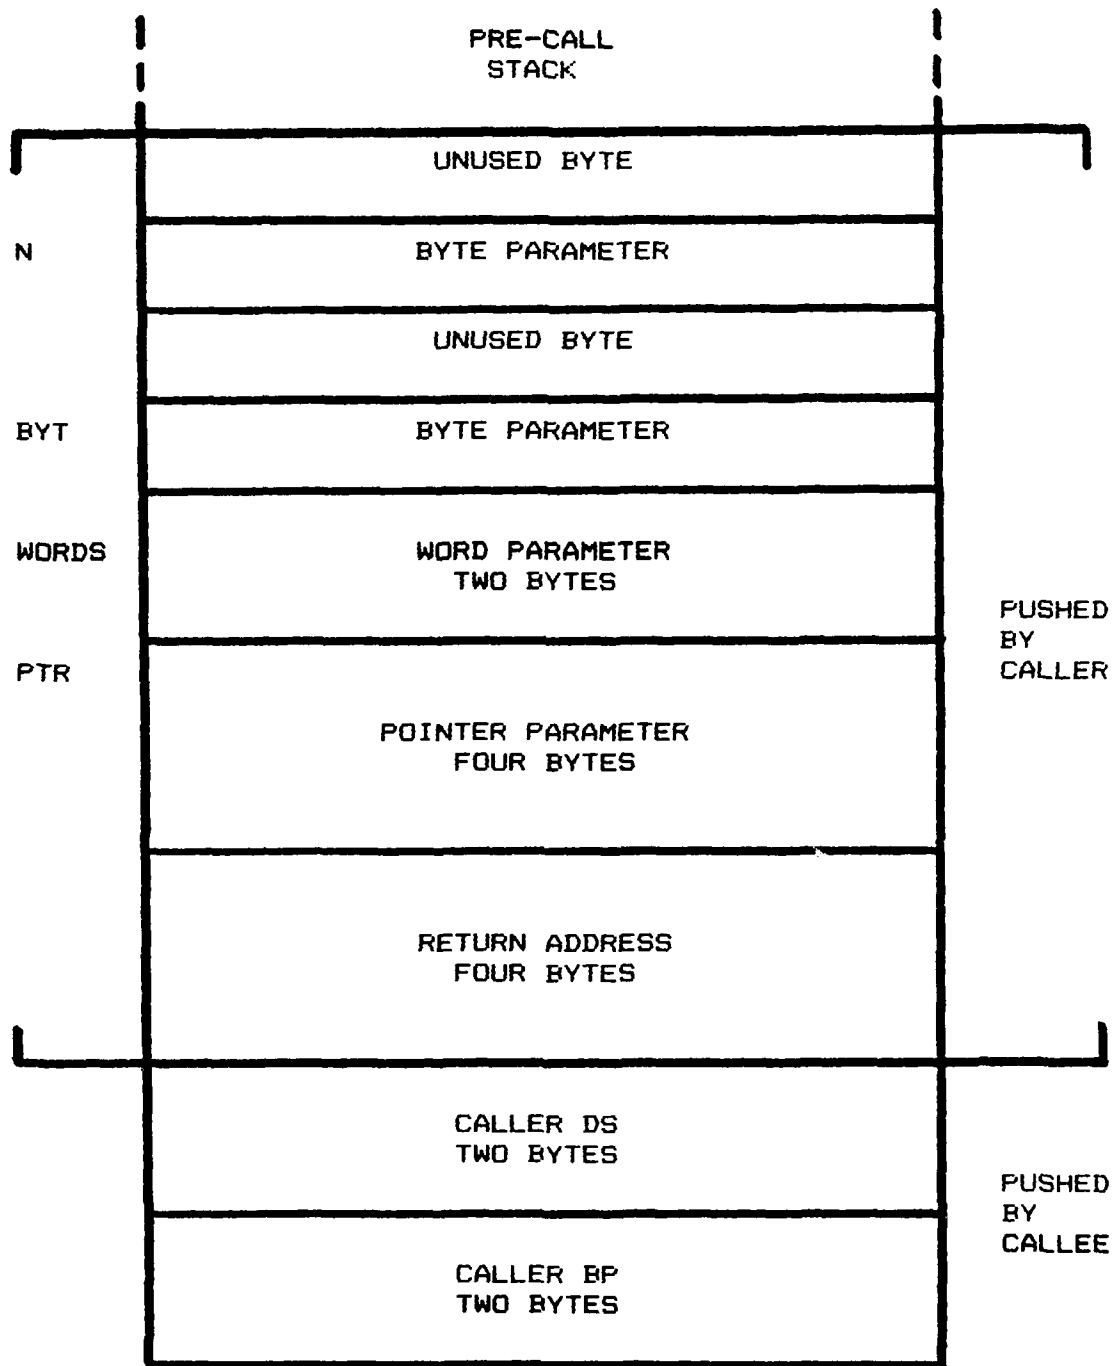 PRE-CALL
STACK
UNUSED BYTE
N
BYTE PARAMETER
UNUSED BYTE
BYT
BYTE PARAMETER
WORDS
WORD PARAMETER
TWO BYTES
PUSHED
BY
CALLER
PTR
POINTER PARAMETER
FOUR BYTES
RETURN ADDRESS
FOUR BYTES
CALLER DS
TWO BYTES
PUSHED
BY
CALLEE
CALLER BP
TWO BYTES